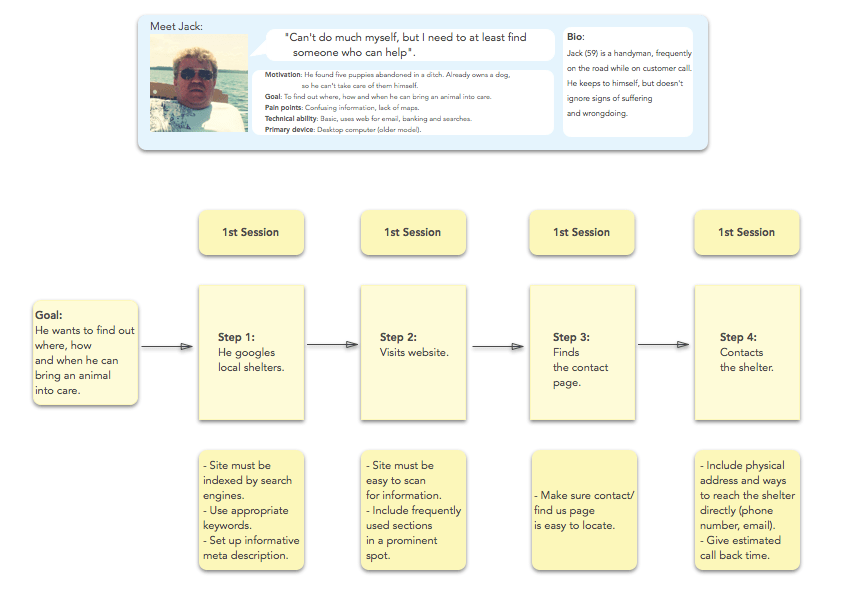 Meet Jack:
"Can't do much myself, but I need to at least find
someone who can help".
Motivation: He found five puppies abandoned in a ditch. Already owns a dog,
so he can't take care of them himself.
Goal: To find out where, how and when he can bring an animal into care.
Pain points: Confusing information, lack of maps.
Technical ability: Basic, uses web for email, banking and searches.
Primary device: Desktop computer (older model).
Bio:
Jack (59) is a handyman, frequently
on the road while on customer call.
He keeps to himself, but doesn't
ignore signs of suffering
and wrongdoing.
1st Session
1st Session
1st Session
1st Session
Goal:
He wants to find out
where, how
and when he can
bring an animal
into care.
Step 1:
He googles
local shelters.
Step 2:
Visits website.
Step 3:
Finds
the contact
page.
Step 4:
Contacts
the shelter.
- Site must be
indexed by search
engines.
- Use appropriate
keywords.
- Set up informative
meta description.
- Site must be
easy to scan
for information.
- Include frequently
used sections
in a prominent
spot.
- Make sure contact/
find us page
is easy to locate.
- Include physical
address and ways
to reach the shelter
directly (phone
number, email).
- Give estimated
call back time.